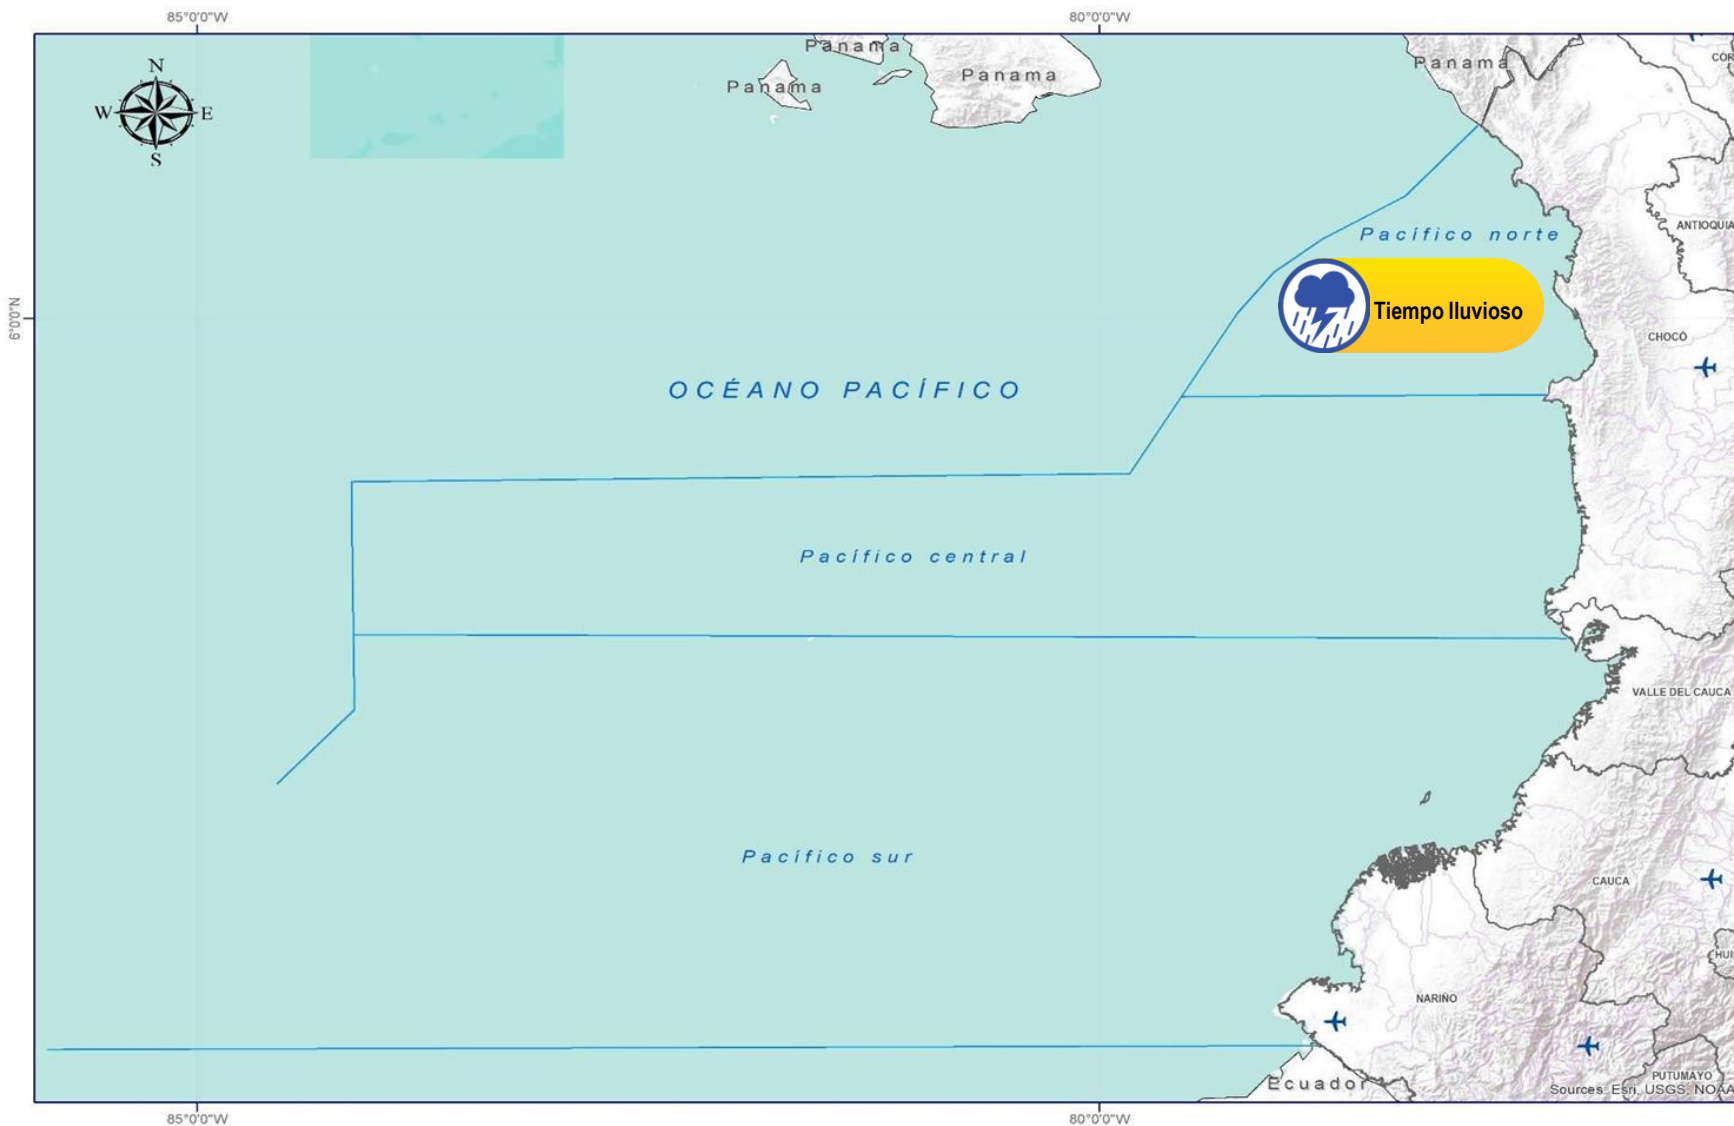 85°0'0"W
80°0'0"W
N
W
E
S
Panama
Panama
Panama
Panama
CÓR
Pacífico norte
ANTIOQUIA
6°0'0"N
Tiempo lluvioso
CHOCÓ
OCÉANO PACÍFICO
Pacífico central
VALLE DEL CAUCA
Pacífico sur
CAUCA
HUI
NARIÑO
Ecuador
PUTUMAYO
Sources: Esri, USGS, NOAA
85°0'0"W
80°0'0"W